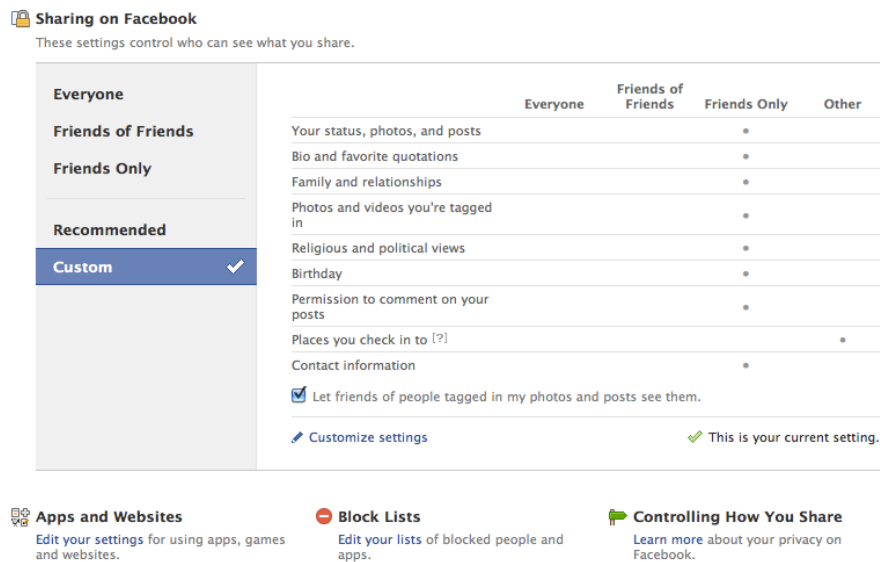 Sharing on Facebook
These settings control who can see what you share.
Everyone
Friends of Friends
Friends Only
Recommended
Custom
Everyone
Friends of
Friends
Friends Only
Other
Your status, photos, and posts
Bio and favorite quotations
Family and relationships
Photos and videos you're tagged
in
Religious and political views
Birthday
Permission to comment on your
posts
Places you check in to [?]
Contact information
Let friends of people tagged in my photos and posts see them.
Customize settings
This is your current setting.
Apps and Websites
Edit your settings for using apps, games
and websites.
Block Lists
Edit your lists of blocked people and
apps.
Controlling How You Share
Learn more about your privacy on
Facebook.